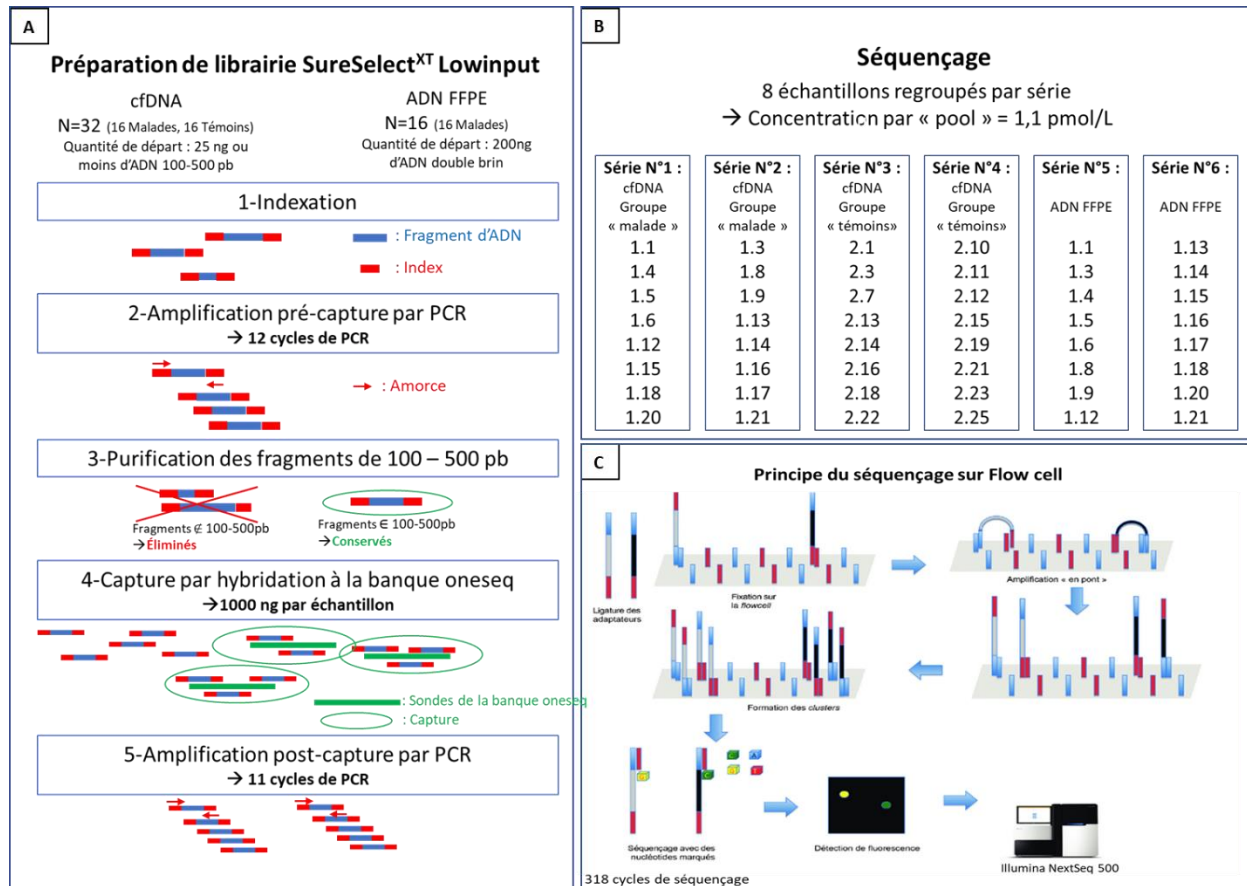 A
Préparation de librairie SureSelectXT Lowinput
cfDNA
N=32 (16 Malades, 16 Témoins)
Quantité de départ : 25 ng ou
moins d'ADN 100-500 pb
ADN FFPE
N=16 (16 Malades)
Quantité de départ : 200ng
d'ADN double brin
1-Indexation
: Fragment d'ADN
: Index
2-Amplification pré-capture par PCR
→ 12 cycles de PCR
: Amorce
3-Purification des fragments de 100 – 500 pb
Fragments ∉ 100-500pb
→Éliminés
Fragments ∈ 100-500pb
→Conservés
4-Capture par hybridation à la banque oneseq
→1000 ng par échantillon
: Sondes de la banque oneseq
: Capture
5-Amplification post-capture par PCR
→ 11 cycles de PCR
B
Séquençage
8 échantillons regroupés par série
→ Concentration par « pool » = 1,1 pmol/L
Série N°1 :
cfDNA
Groupe
« malade »
1.1
1.4
1.5
1.6
1.12
1.15
1.18
1.20
Série N°2 :
cfDNA
Groupe
« malade »
1.3
1.8
1.9
1.13
1.14
1.16
1.17
1.21
Série N°3 :
cfDNA
Groupe
« témoins»
2.1
2.3
2.7
2.13
2.14
2.16
2.18
2.22
Série N°4 :
cfDNA
Groupe
« témoins»
2.10
2.11
2.12
2.15
2.19
2.21
2.23
2.25
Série N°5 :
ADN FFPE
1.1
1.3
1.4
1.5
1.6
1.8
1.9
1.12
Série N°6 :
ADN FFPE
1.13
1.14
1.15
1.16
1.17
1.18
1.20
1.21
C
Principe du séquençage sur Flow cell
Ligature des
adaptateurs
Fixation sur
la flowcell
Amplification « en pont »
Formation des clusters
C A
G T
G
C
Séquençage avec des
nucléotides marqués
Détection de fluorescence
Illumina NextSeq 500
318 cycles de séquençage